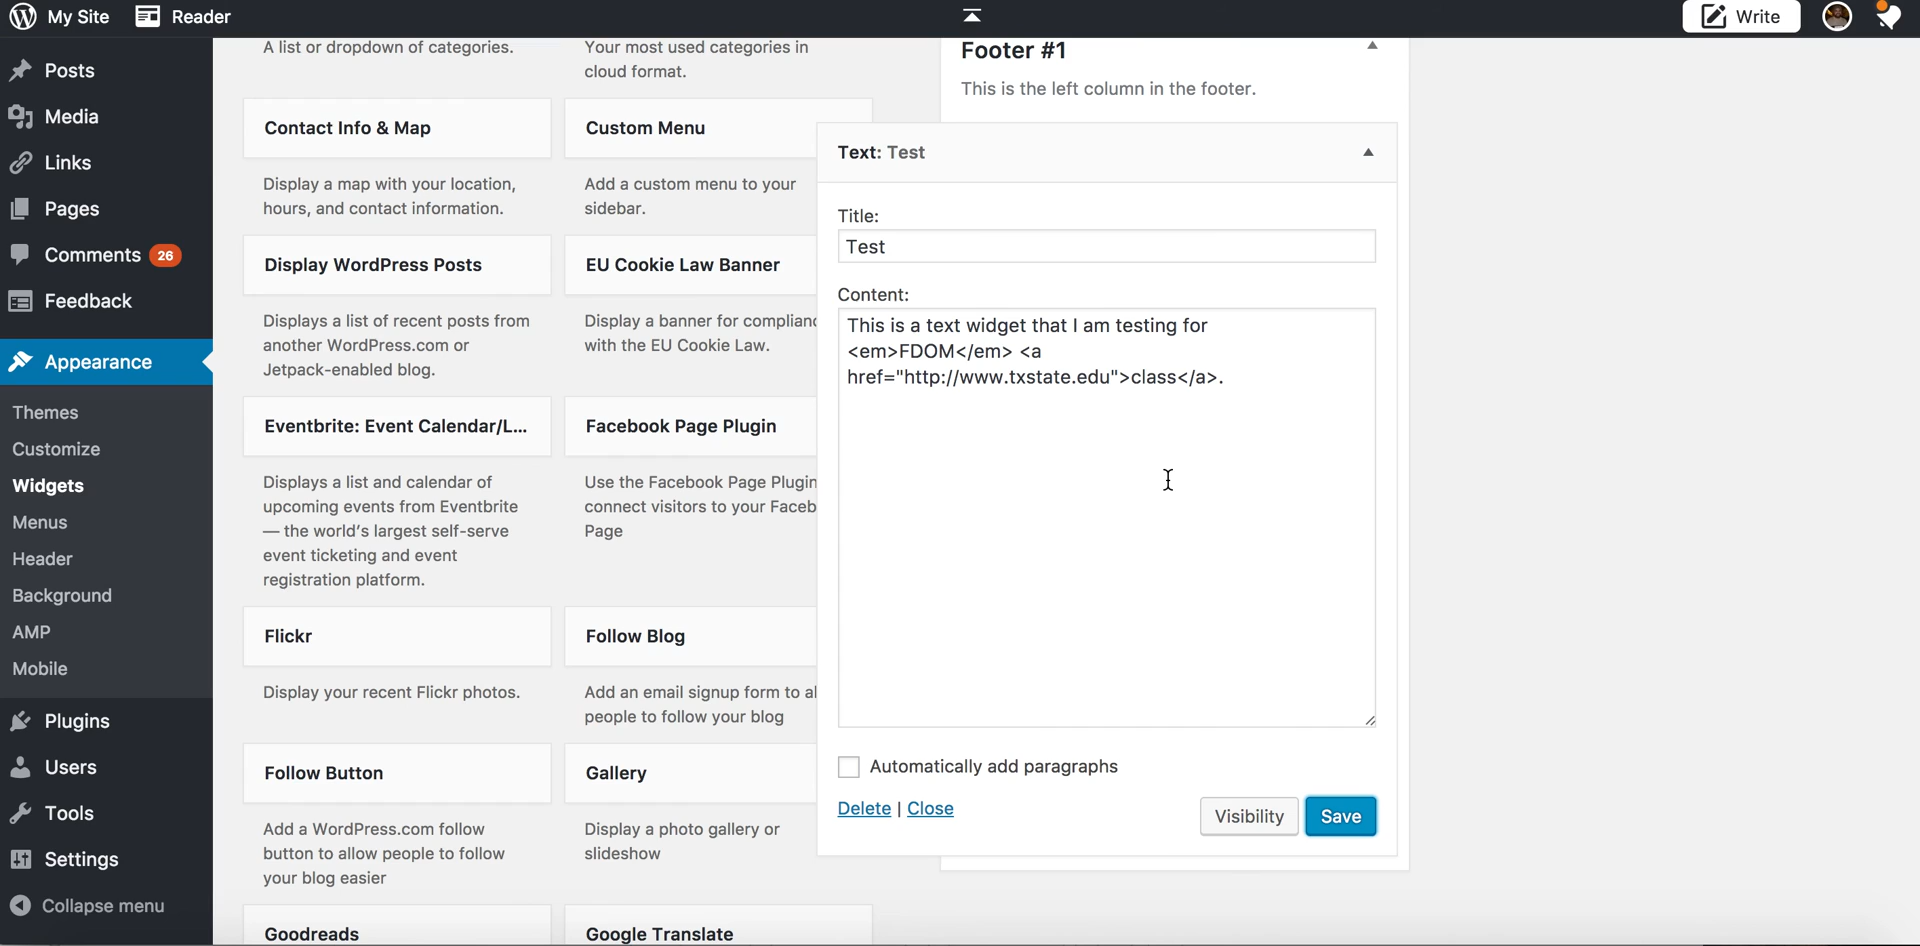 My Site
Reader
Write
Posts
Media
Links
Pages
Comments 26
Feedback
Appearance
Themes
Customize
Widgets
Menus
Header
Background
AMP
Mobile
Plugins
Users
Tools
Settings
Collapse menu
A list or dropdown of categories.
Contact Info & Map
Display a map with your location,
hours, and contact information.
Display WordPress Posts
Displays a list of recent posts from
another WordPress.com or
Jetpack-enabled blog.
Eventbrite: Event Calendar/L...
Displays a list and calendar of
upcoming events from Eventbrite
— the world's largest self-serve
event ticketing and event
registration platform.
Flickr
Display your recent Flickr photos.
Follow Button
Add a WordPress.com follow
button to allow people to follow
your blog easier
Goodreads
Your most used categories in
cloud format.
Custom Menu
Add a custom menu to your
sidebar.
EU Cookie Law Banner
Display a banner for
with the EU Cookie Law.
Facebook Page Plugin
Use the Facebook Page Plugin
connect visitors to your
Page
Follow Blog
Add an email signup form to
people to follow your blog
Gallery
Display a photo gallery or
slideshow
Google Translate
Footer #1
This is the left column in the footer.
Text: Test
Title:
Test
Content:
This is a text widget that I am testing for
<em>FDOM</em> <a
href="http://www.txstate.edu">class</a>.
Automatically add paragraphs
Delete | Close
Visibility
Save